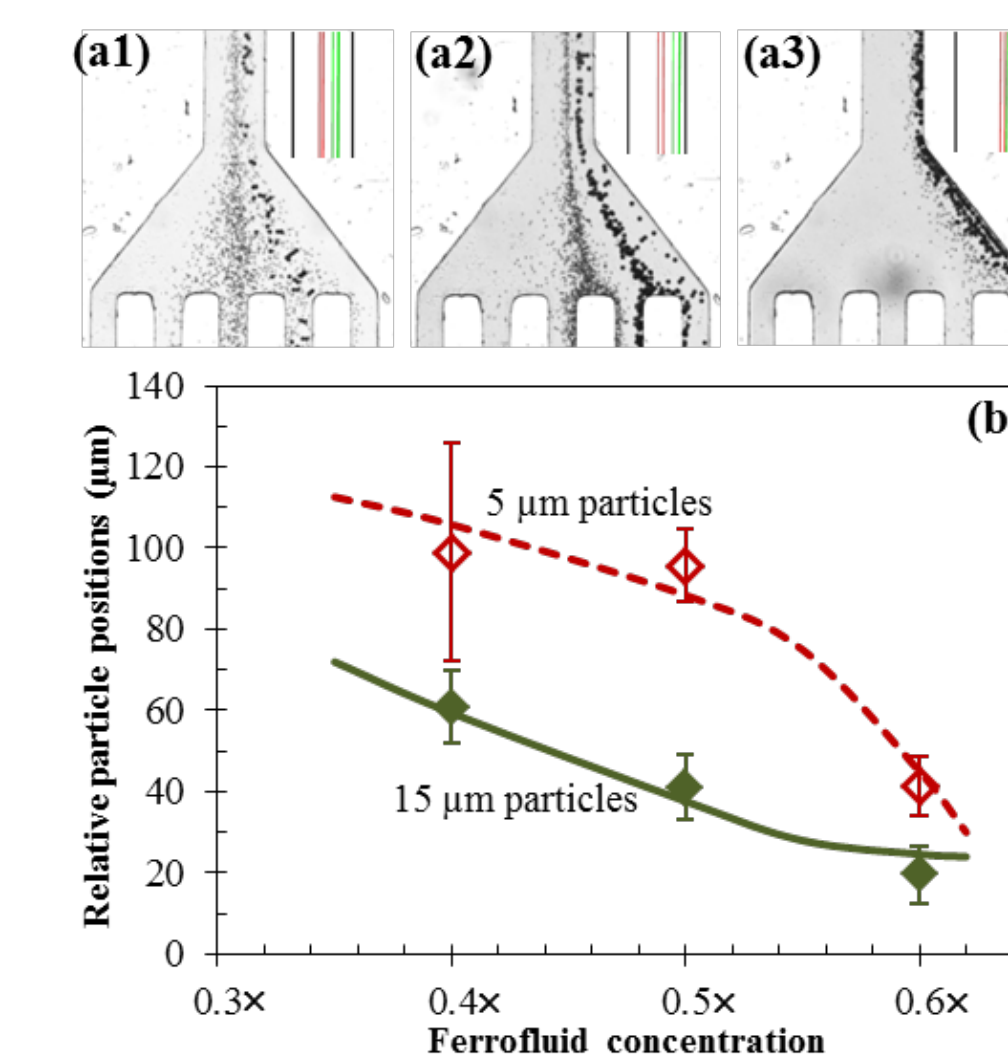 (a1)
(a2)
(a3)
(b
140
120
100
80
60
40
20
0
Relative particle positions (µm)
5 µm particles
15 µm particles
0.3×
0.4×
0.5×
0.6×
Ferrofluid concentration